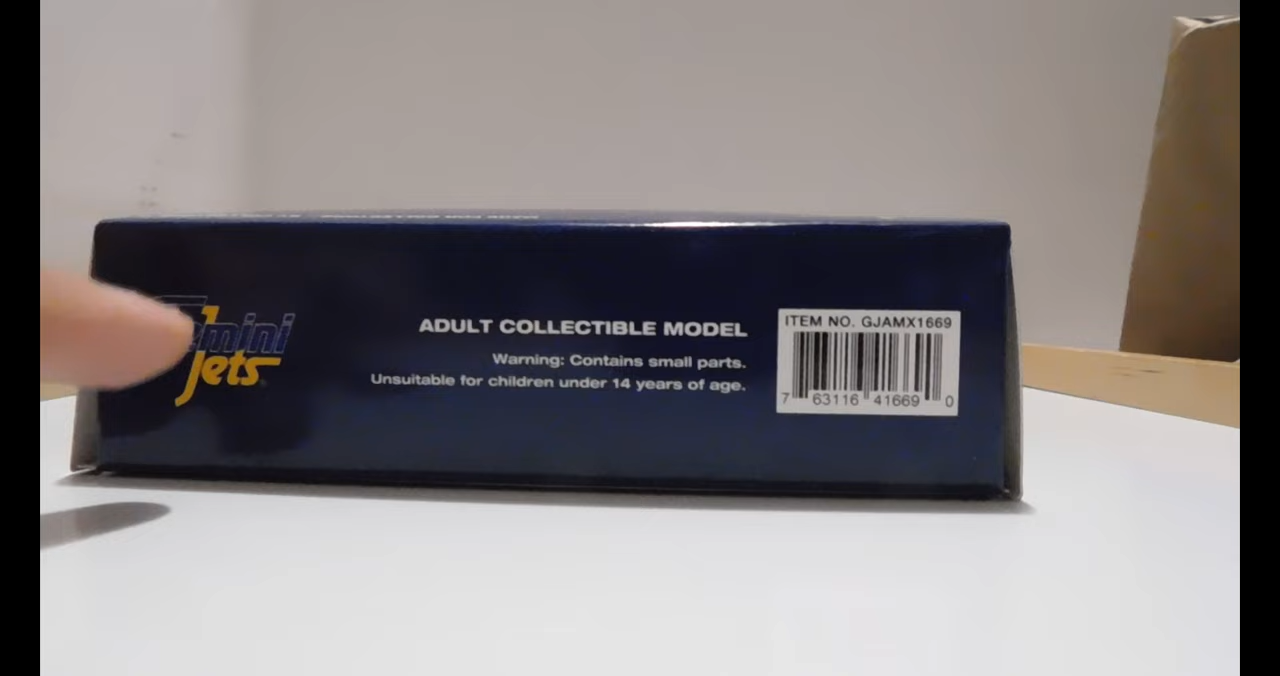 mini
Jets
ADULT COLLECTIBLE MODEL
Warning: Contains small parts.
Unsuitable for children under 14 years of age.
ITEM NO. GJAMX1669
7 63116 41669 0